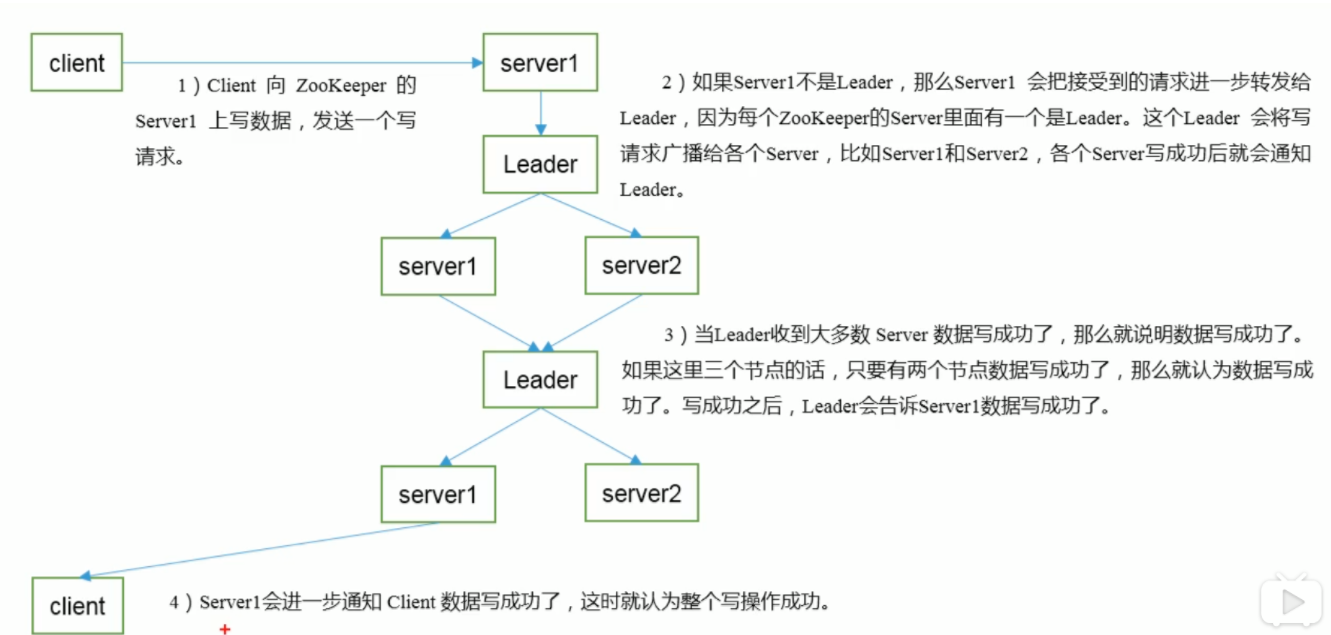 client
server1
1）Client 向 ZooKeeper 的
Server1 上写数据，发送一个写
请求。
2）如果Server1不是Leader，那么Server1 会把接受到的请求进一步转发给
Leader，因为每个ZooKeeper的Server里面有一个是Leader。这个Leader 会将写
请求广播给各个Server，比如Server1和Server2，各个Server写成功后就会通知
Leader。
Leader
server1
server2
3）当Leader收到大多数 Server 数据写成功了，那么就说明数据写成功了。
如果这里三个节点的话，只要有两个节点数据写成功了，那么就认为数据写成
功了。写成功之后，Leader会告诉Server1数据写成功了。
Leader
server1
server2
client
4）Server1会进一步通知 Client 数据写成功了，这时就认为整个写操作成功。